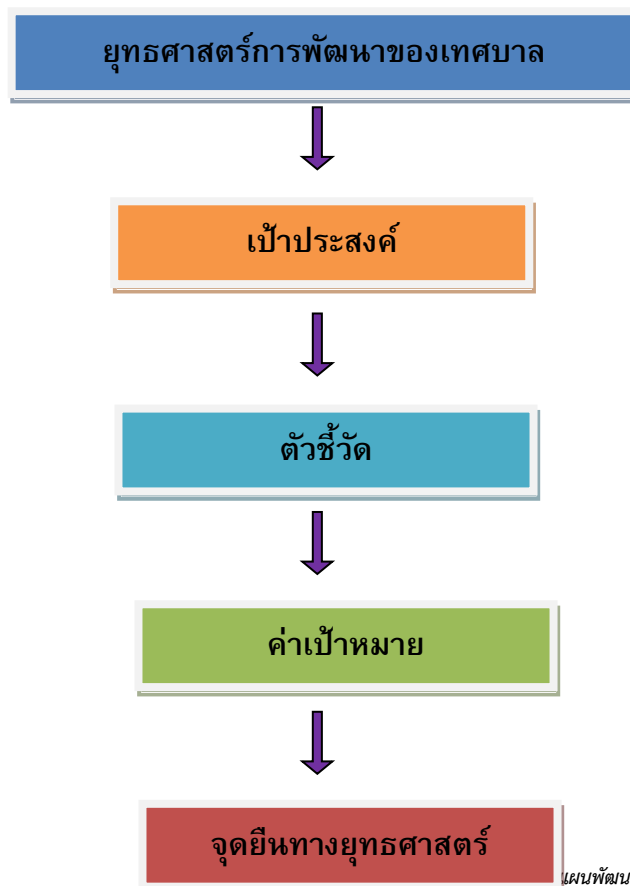 ยุทธศาสตร์การพัฒนาของเทศบาล
เป้าประสงค์
ตัวชี้วัด
ค่าเป้าหมาย
จุดยืนทางยุทธศาสตร์
แผนพัฒน